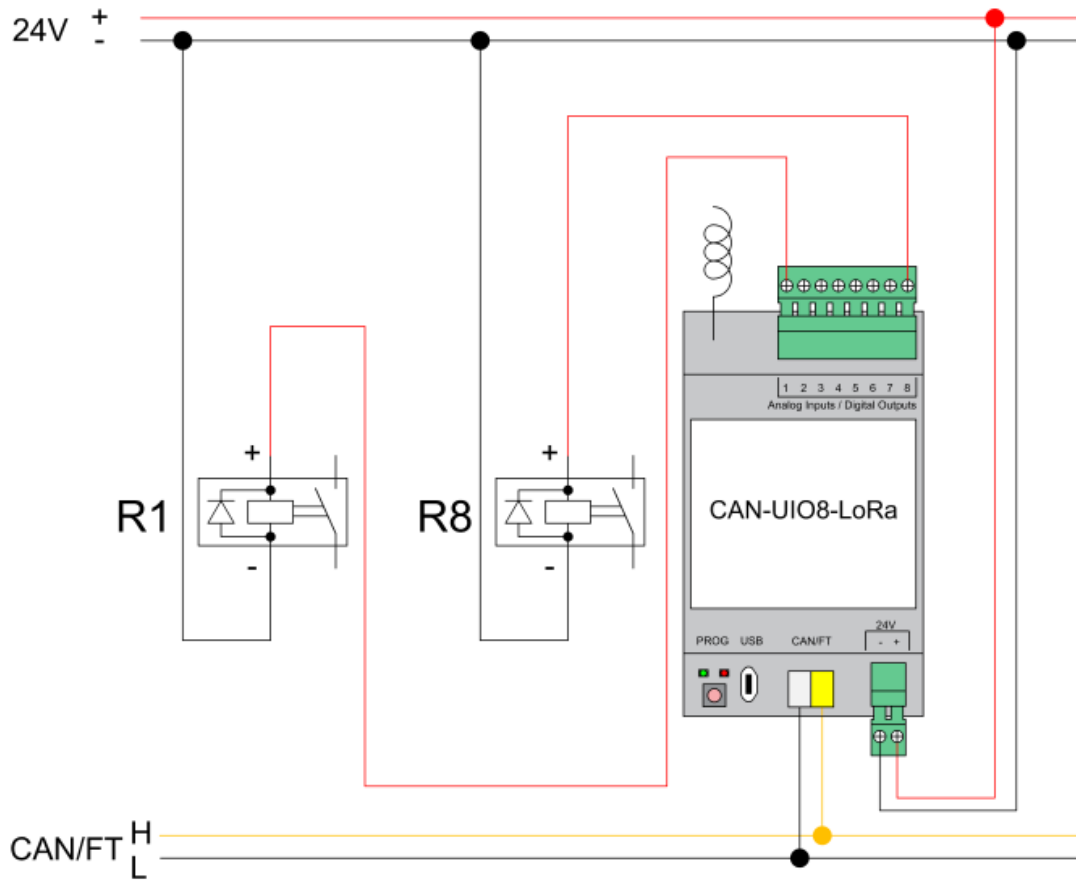 24V + -
R1 + -
R8 + -
1 2 3 4 5 6 7 8
Analog Inputs / Digital Outputs
CAN-UIO8-LoRa
24V
PROG USB CAN/FT - +
CAN/FT H L